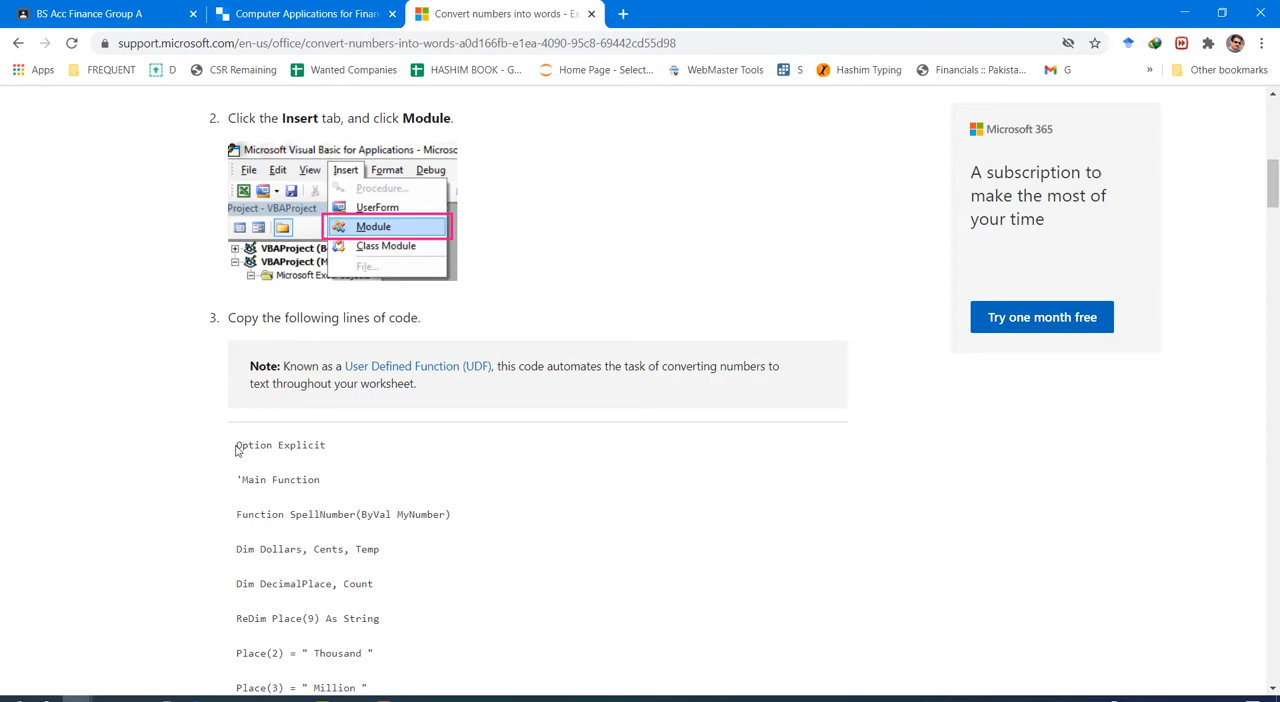 BS Acc Finance Group A
Computer Applications for Finan
Convert numbers into words - Ex
support.microsoft.com/en-us/office/convert-numbers-into-words-a0d166fb-e1ea-4090-95c8-69442cd55d98
Apps FREQUENT D CSR Remaining Wanted Companies HASHIM BOOK - G... Home Page - Select... WebMaster Tools S Hashim Typing Financials :: Pakista... G » Other bookmarks
2. Click the Insert tab, and click Module.
Microsoft Visual Basic for Applications - Microsc
File Edit View Insert Format Debug
Procedure...
Project - VBAProject
UserForm
Module
Class Module
VBAProject (B
VBAProject (M
File...
Microsoft Exc
3. Copy the following lines of code.
Note: Known as a User Defined Function (UDF), this code automates the task of converting numbers to
text throughout your worksheet.
Option Explicit
'Main Function
Function SpellNumber(ByVal MyNumber)
Dim Dollars, Cents, Temp
Dim DecimalPlace, Count
ReDim Place(9) As String
Place(2) = " Thousand "
Place(3) = " Million "
Microsoft 365
A subscription to
make the most of
your time
Try one month free